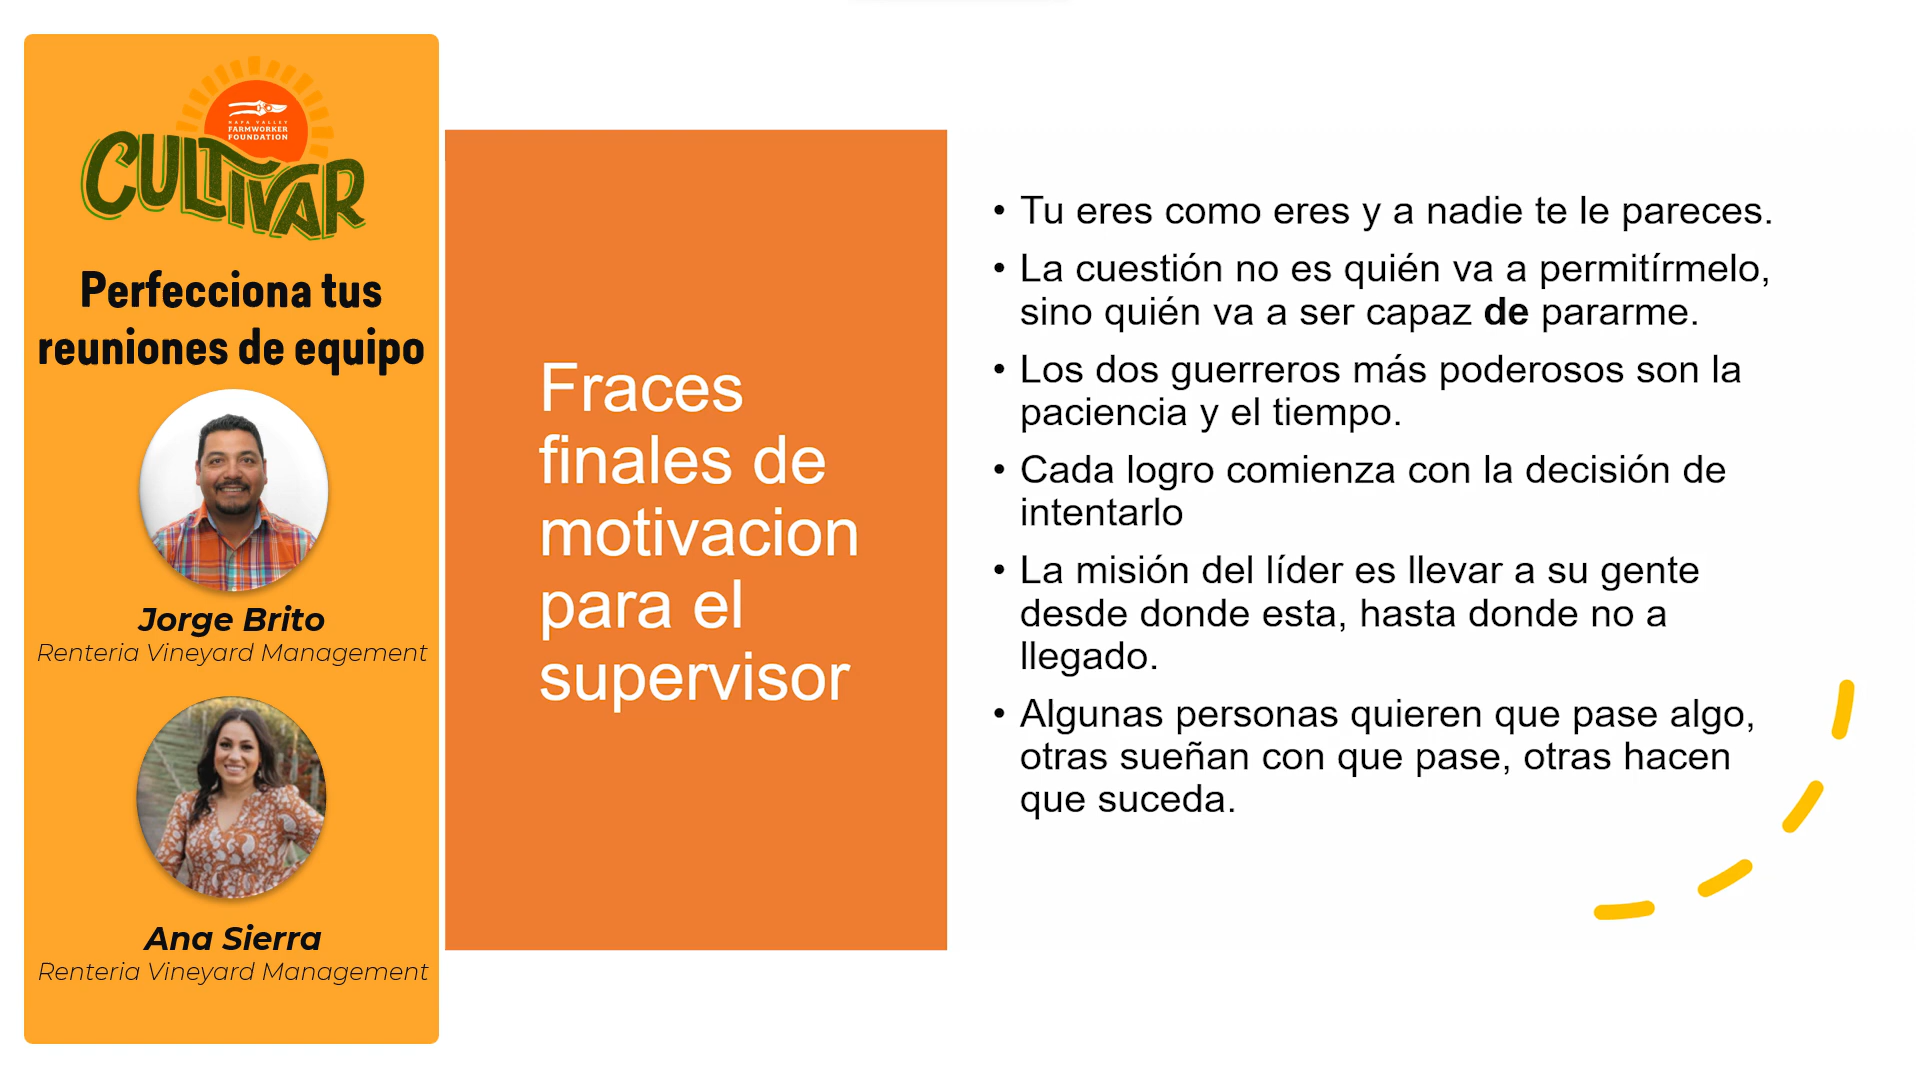 NAPA VALLEY
FARMWORKER
FOUNDATION
CULTIVAR
Perfecciona tus
reuniones de equipo
Jorge Brito
Renteria Vineyard Management
Ana Sierra
Renteria Vineyard Management
Fraces
finales de
motivacion
para el
supervisor
• Tu eres como eres y a nadie te le pareces.
• La cuestión no es quién va a permitírmelo,
sino quién va a ser capaz de pararme.
• Los dos guerreros más poderosos son la
paciencia y el tiempo.
• Cada logro comienza con la decisión de
intentarlo
• La misión del líder es llevar a su gente
desde donde esta, hasta donde no a
llegado.
• Algunas personas quieren que pase algo,
otras sueñan con que pase, otras hacen
que suceda.